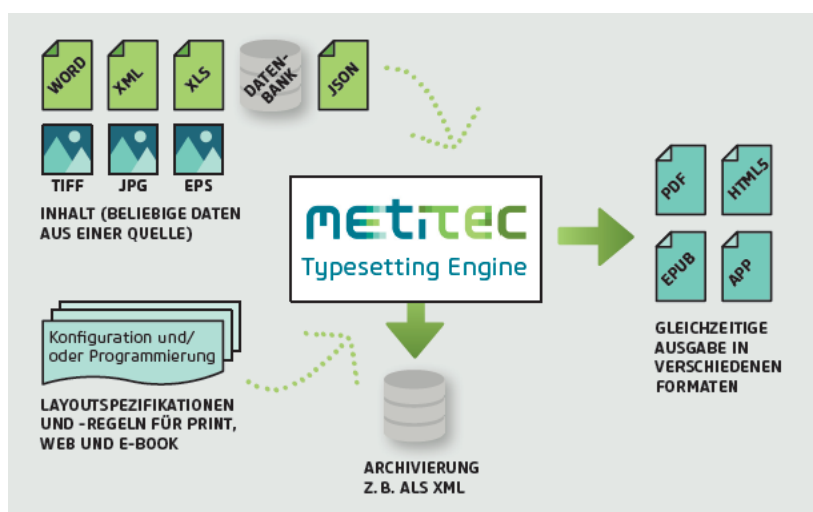 WORD
XML
XLS
DATEN-
BANK
JSON
TIFF
JPG
EPS
INHALT (BELIEBIGE DATEN
AUS EINER QUELLE)
metitec
Typesetting Engine
PDF
HTML5
EPUB
APP
GLEICHZEITIGE
AUSGABE IN
VERSCHIEDENEN
FORMATEN
Konfiguration und/
oder Programmierung
LAYOUTSPEZIFIKATIONEN
UND -REGELN FÜR PRINT,
WEB UND E-BOOK
ARCHIVIERUNG
Z. B. ALS XML